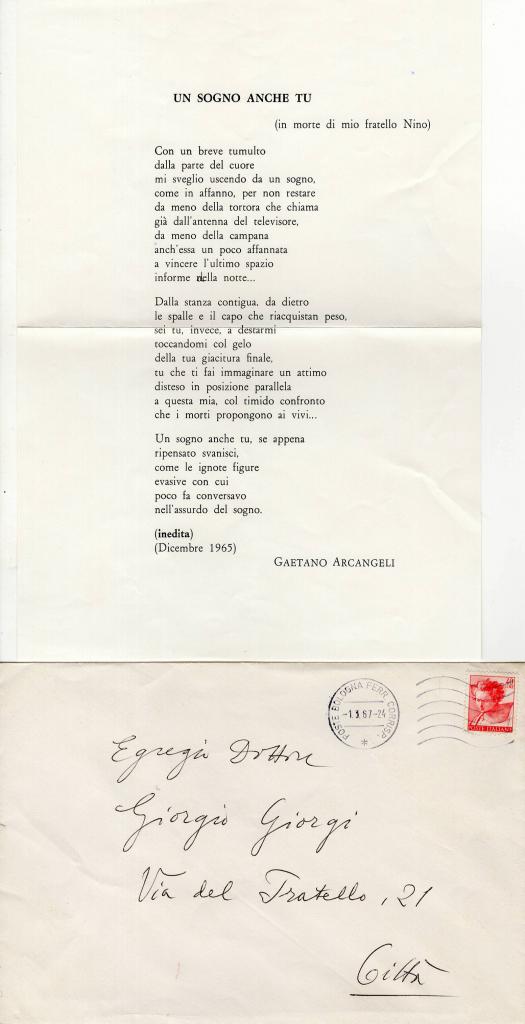 UN SOGNO ANCHE TU
(in morte di mio fratello Nino)
Con un breve tumulto
dalla parte del cuore
mi sveglio uscendo da un sogno,
come in affanno, per non restare
da meno della tortora che chiama
già dall'antenna del televisore,
da meno della campana
anch'essa un poco affannata
a vincere l'ultimo spazio
informe della notte...
Dalla stanza contigua, da dietro
le spalle e il capo che riacquistan peso,
sei tu, invece, a destarmi
toccandomi col gelo
della tua giacitura finale,
tu che ti fai immaginare un attimo
disteso in posizione parallela
a questa mia, col timido confronto
che i morti propongono ai vivi...
Un sogno anche tu, se appena
ripensato svanisci,
come le ignote figure
evasive con cui
poco fa conversavo
nell'assurdo del sogno.
(inedita)
(Dicembre 1965)
GAETANO ARCANGELI
POSTE BOLOGNA FERR. CORRISP.
-1.3.67-24
POSTE ITALIANE
Egregio Dottore
Giorgio Giorgi
Via del Pratello, 21
Città